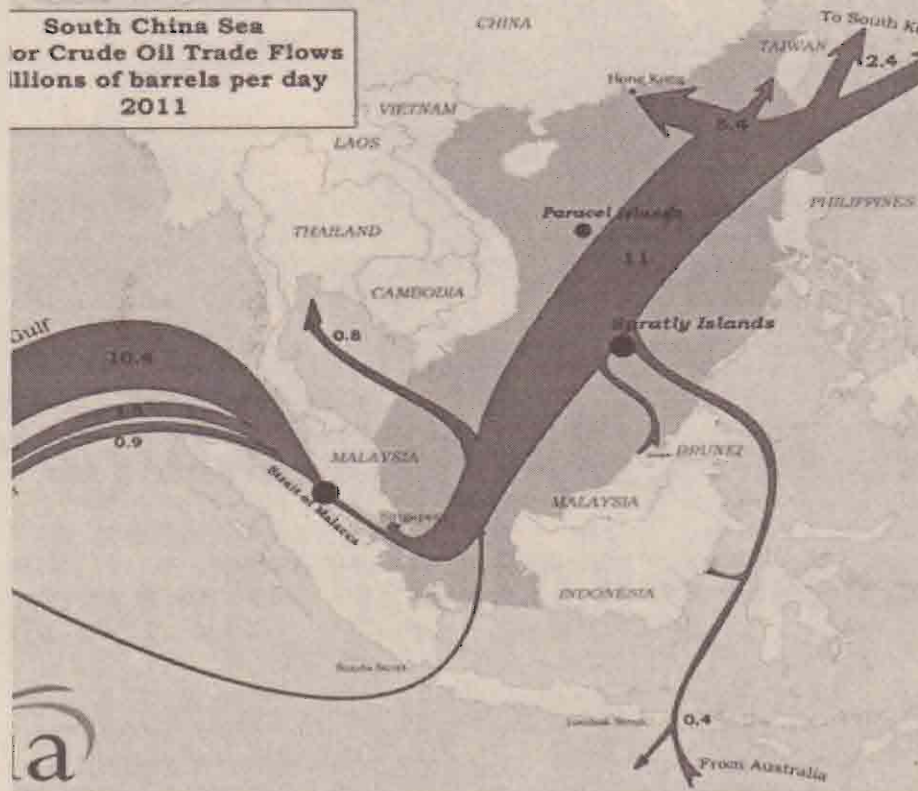 South China Sea
or Crude Oil Trade Flows
illions of barrels per day
2011
CHINA
To South K
TAIWAN
2.4
Hong Kong
5.4
VIETNAM
LAOS
PHILIPPINES
Paracel Islands
THAILAND
11
CAMBODIA
Spratly Islands
Gulf
0.8
10.4
0.9
MALAYSIA
BRUNEI
Strait of Malacca
MALAYSIA
Singapore
INDONESIA
0.4
From Australia
ia